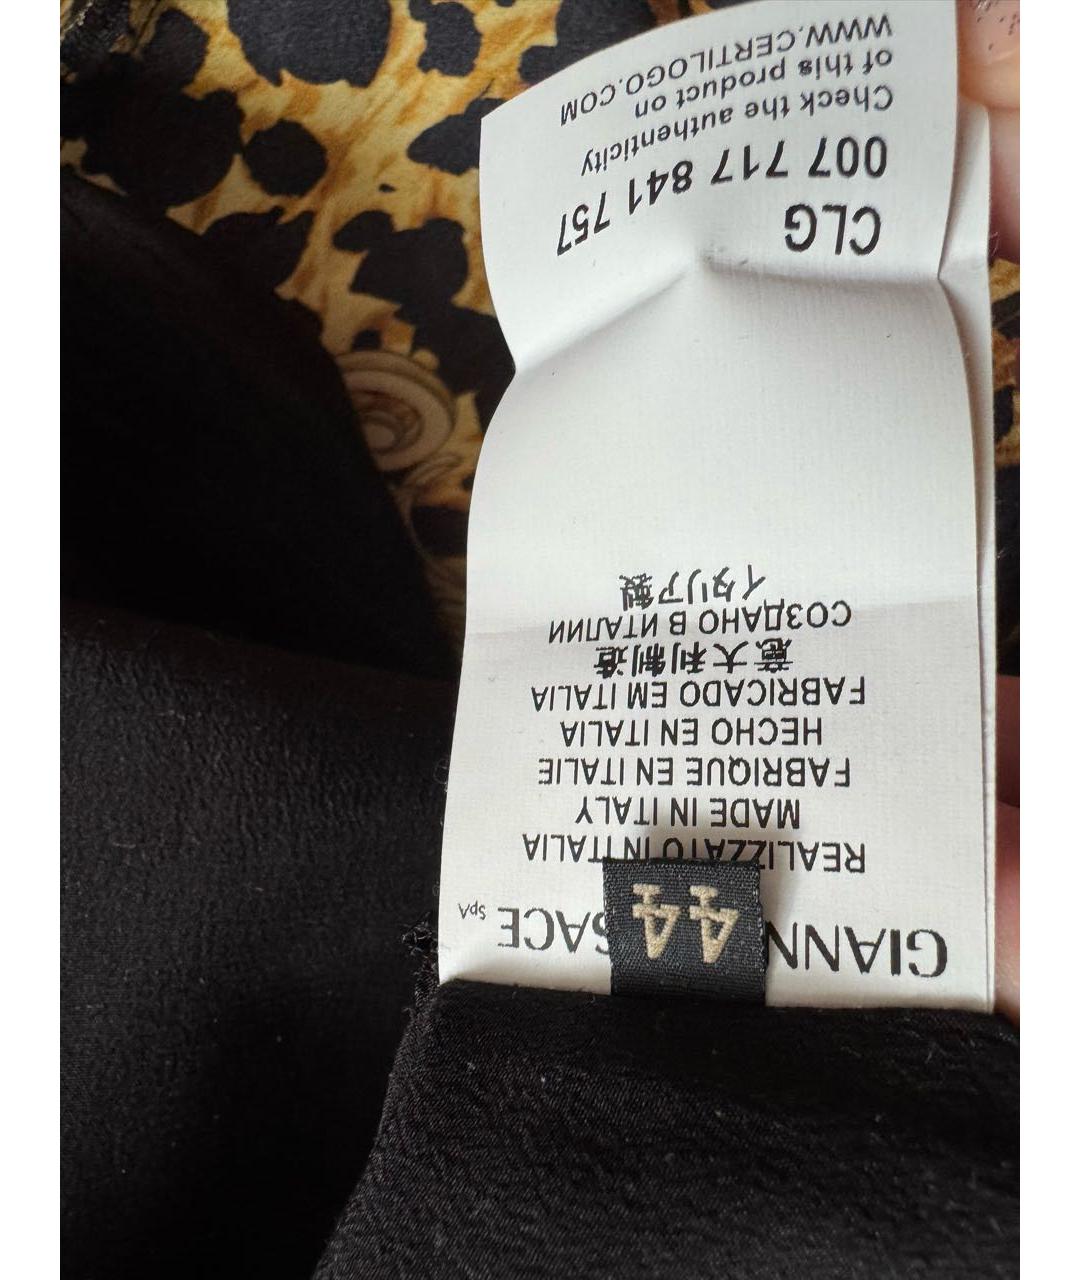 GIANN SACE SpA
44
REALIZZATO IN ITALIA
MADE IN ITALY
FABRIQUE EN ITALIE
HECHO EN ITALIA
FABRICADO EM ITALIA
意大利制造
СОЗДАНО В ИТАЛИИ
イタリア製
CLG
007 717 841 757
Check the authenticity
of this product on
WWW.CERTILOGO.COM